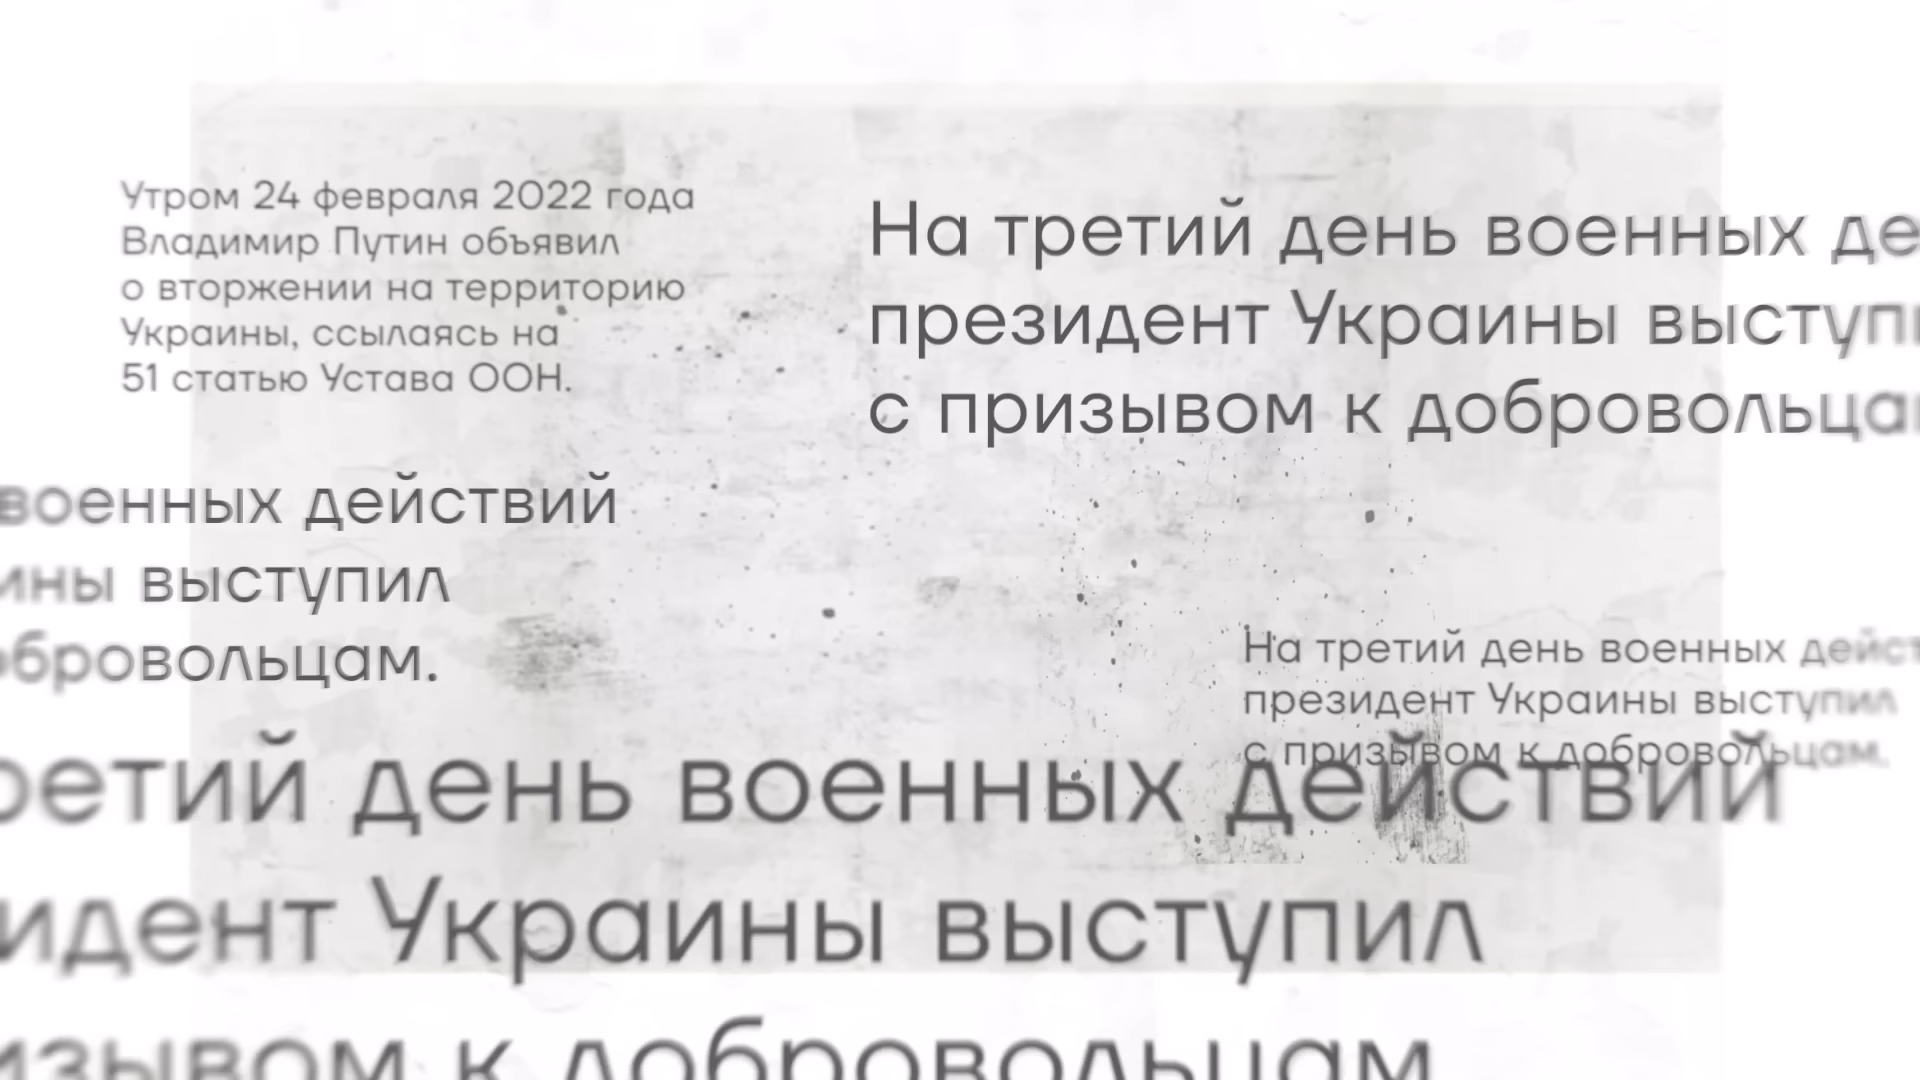 Утром 24 февраля 2022 года
Владимир Путин объявил
о вторжении на территорию
Украины, ссылаясь на
51 статью Устава ООН.
На третий день военных
президент Украины
с призывом к
военных действий
выступил
На третий день военных
президент Украины выступил
с призывом к добровольцам.
день военных действий
Украины выступил
к добровольцам